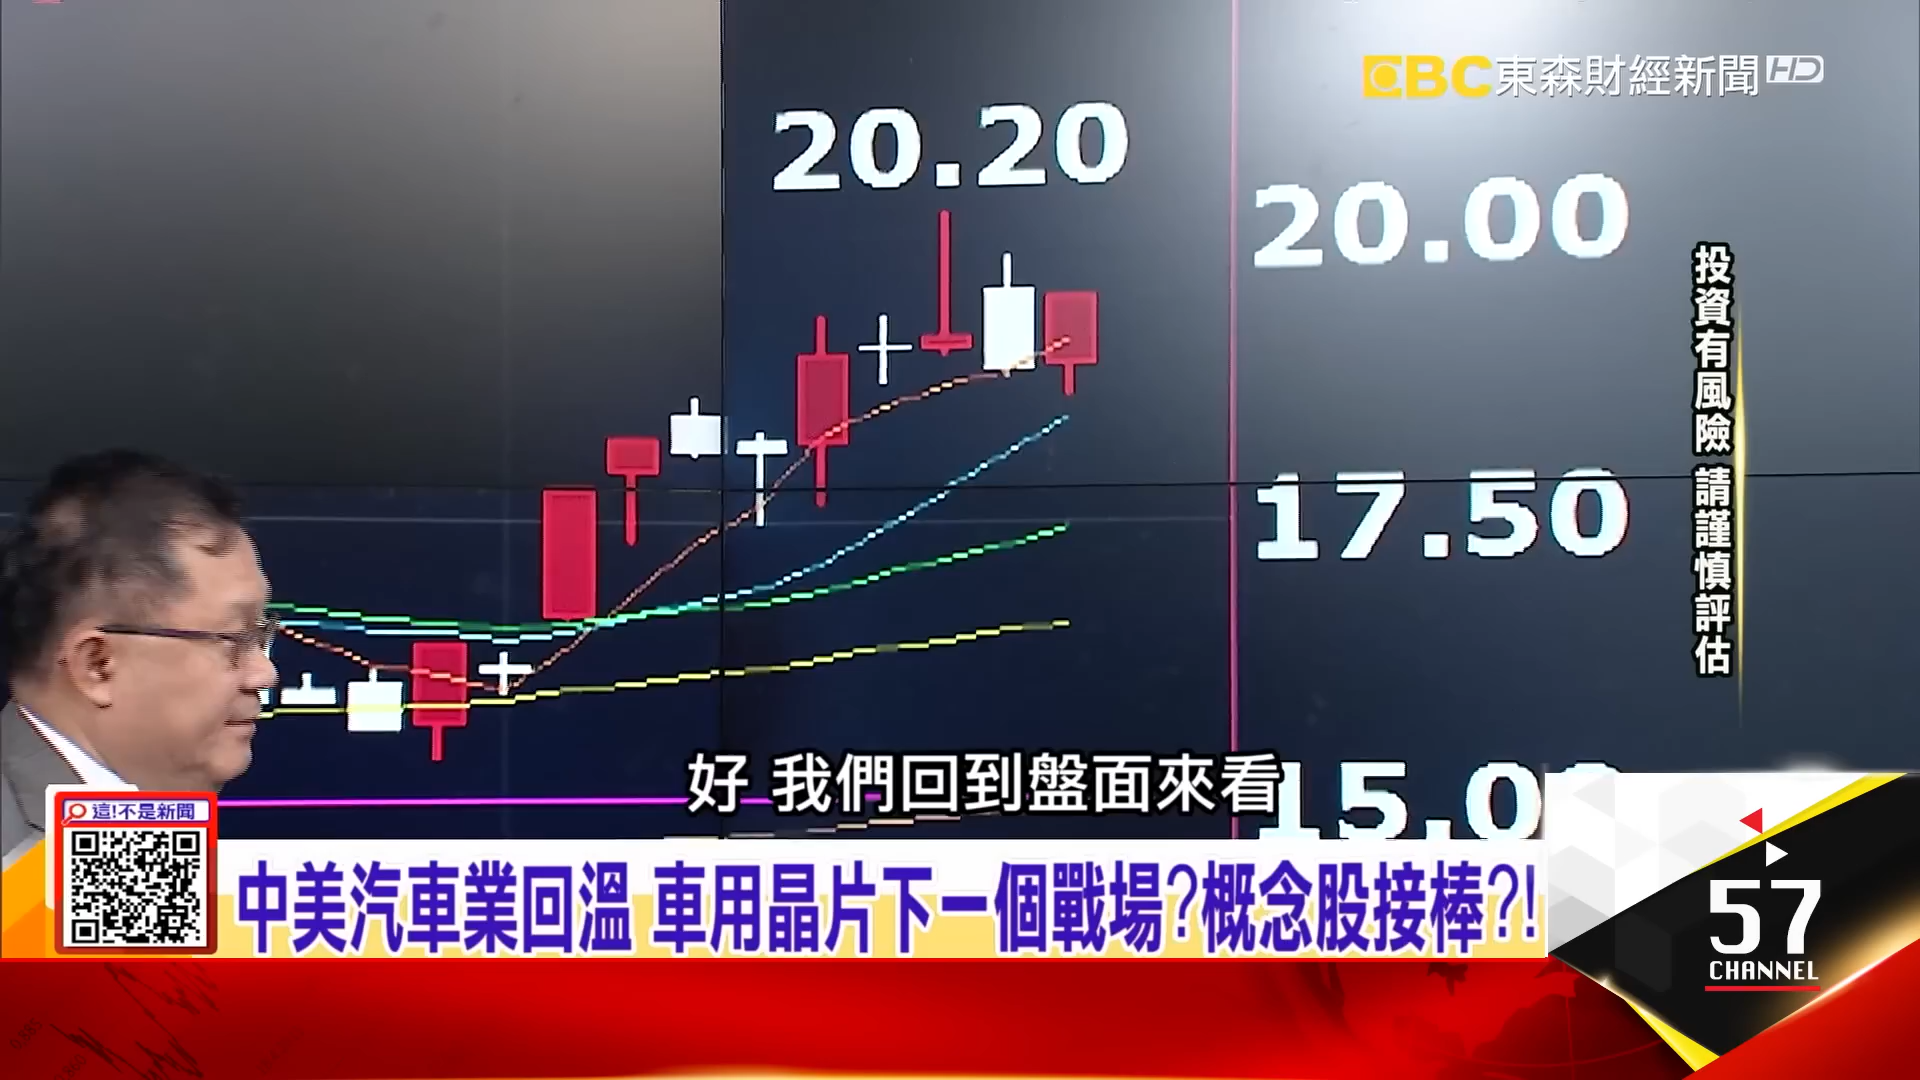 EBC東森財經新聞HD
20.20
20.00
17.50
15.0
投資有風險 請謹慎評估
好 我們回到盤面來看
這!不是新聞
中美汽車業回溫 車用晶片下一個戰場?概念股接棒?!
57
CHANNEL